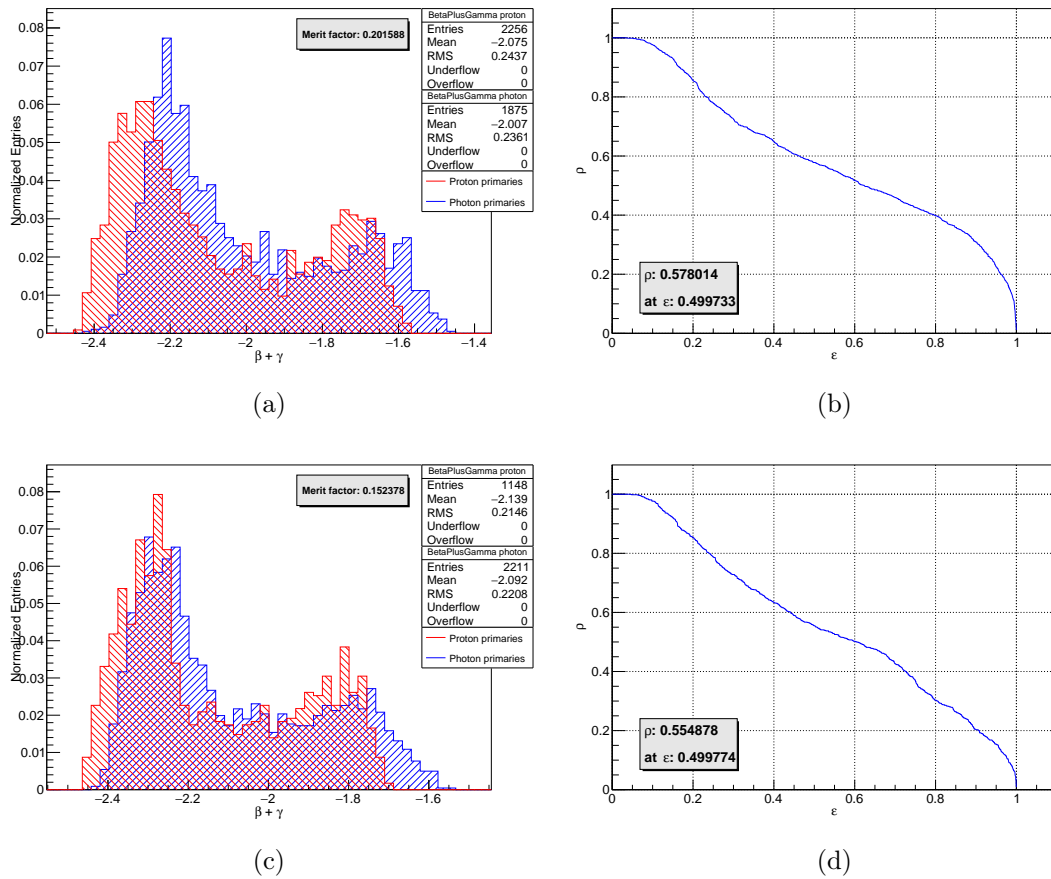 0.08
0.07
0.06
0.05
0.04
0.03
0.02
0.01
0
Normalized Entries
−2.4
−2.2
−2
−1.8
−1.6
−1.4
β + γ
Merit factor: 0.201588
BetaPlusGamma proton
Entries 2256
Mean −2.075
RMS 0.2437
Underflow 0
Overflow 0
BetaPlusGamma photon
Entries 1875
Mean −2.007
RMS 0.2361
Underflow 0
Overflow 0
Proton primaries
Photon primaries
(a)
1
0.8
0.6
0.4
0.2
0
ρ
0
0.2
0.4
0.6
0.8
1
ε
ρ: 0.578014
at ε: 0.499733
(b)
0.08
0.07
0.06
0.05
0.04
0.03
0.02
0.01
0
Normalized Entries
−2.4
−2.2
−2
−1.8
−1.6
β + γ
Merit factor: 0.152378
BetaPlusGamma proton
Entries 1148
Mean −2.139
RMS 0.2146
Underflow 0
Overflow 0
BetaPlusGamma photon
Entries 2211
Mean −2.092
RMS 0.2208
Underflow 0
Overflow 0
Proton primaries
Photon primaries
(c)
1
0.8
0.6
0.4
0.2
0
ρ
0
0.2
0.4
0.6
0.8
1
ε
ρ: 0.554878
at ε: 0.499774
(d)